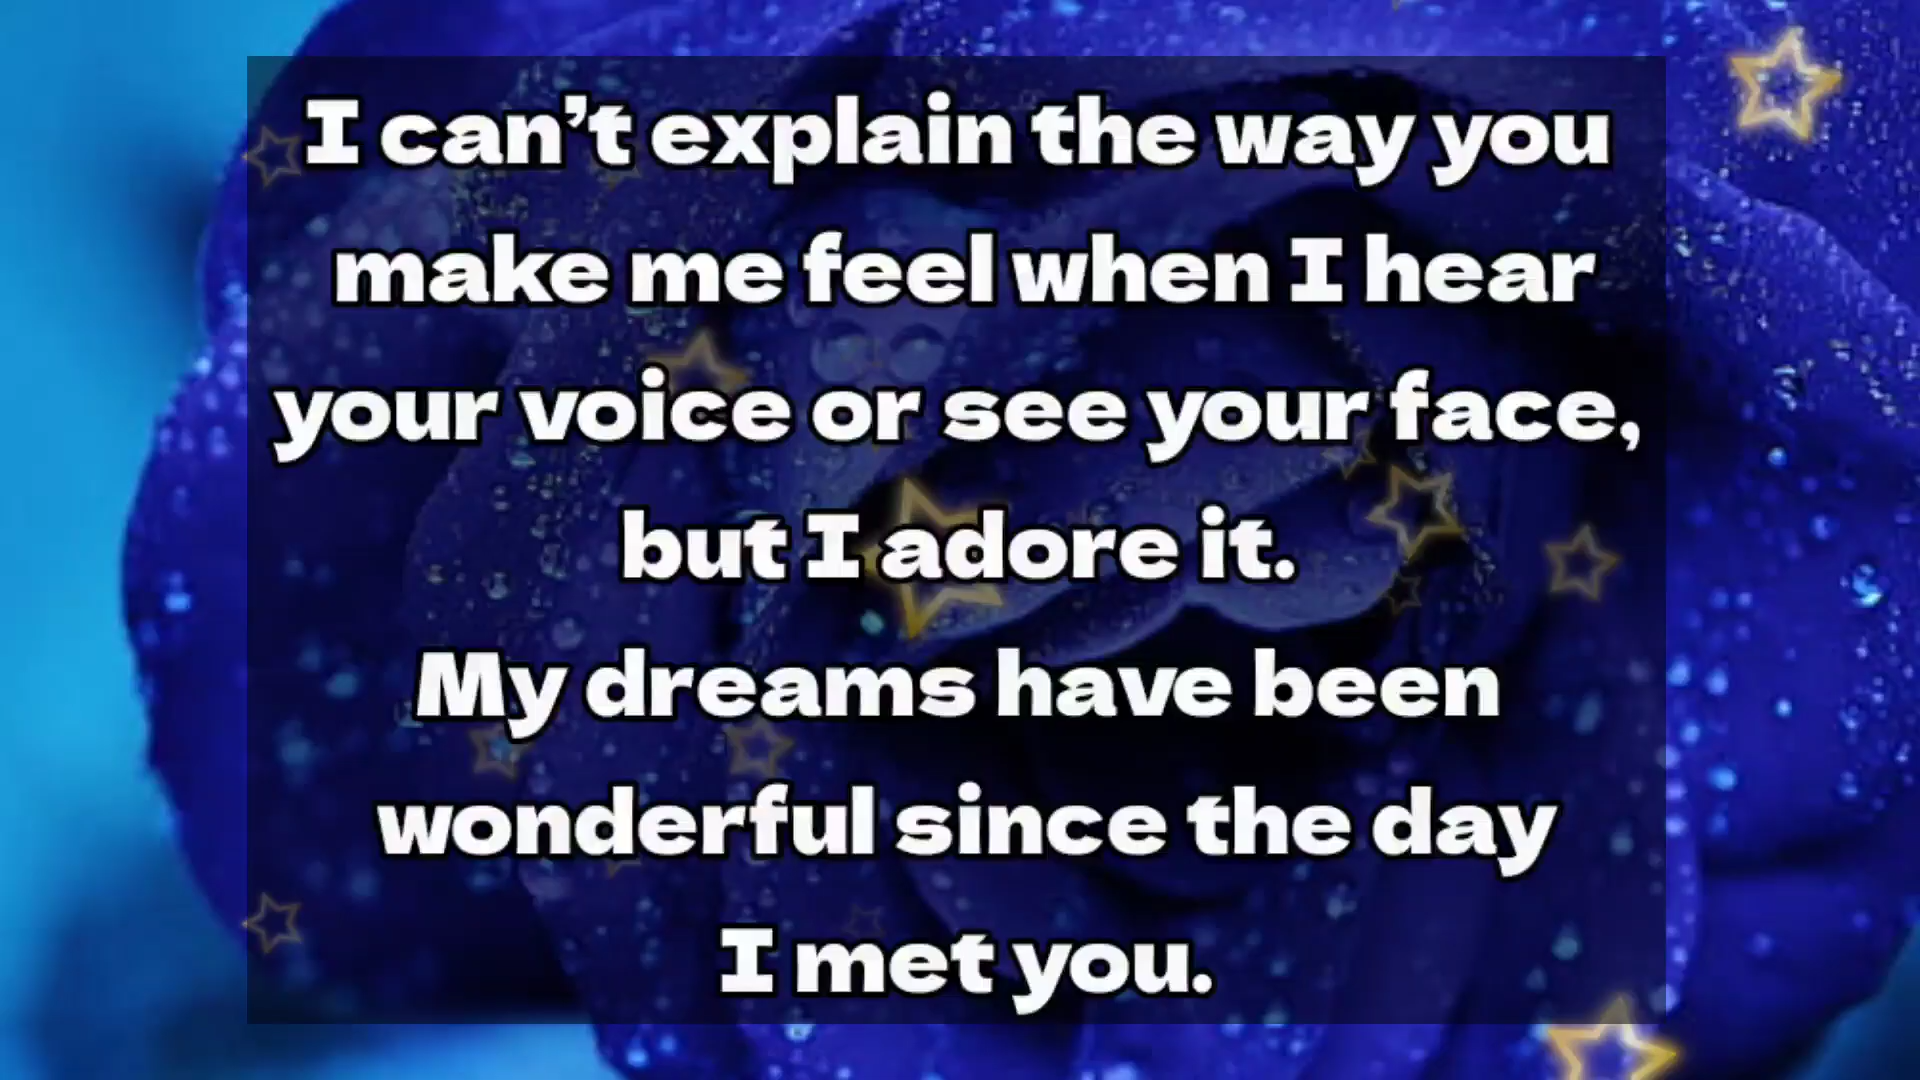 I can’t explain the way you
make me feel when I hear
your voice or see your face,
but I adore it.
My dreams have been
wonderful since the day
I met you.